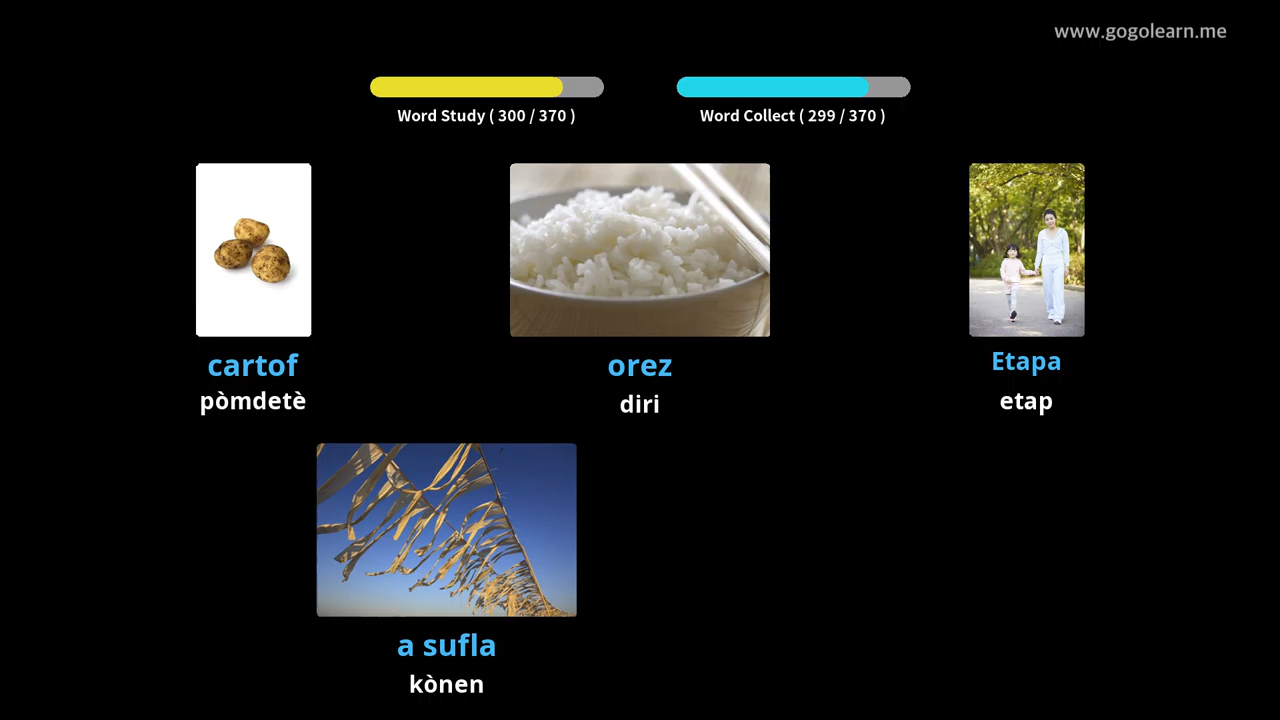 www.gogolearn.me
Word Study ( 300 / 370 )
Word Collect ( 299 / 370 )
cartof
pòmdetè
orez
diri
Etapa
etap
a sufla
kònen